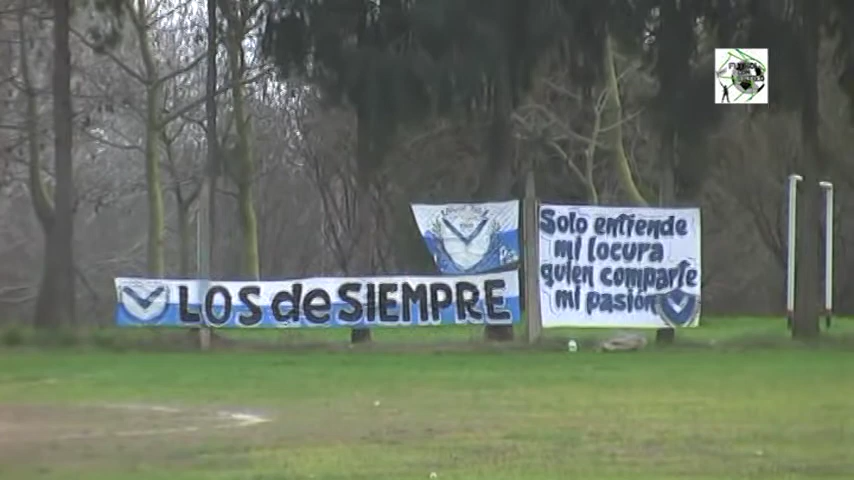 LOS de SIEMPRE
Solo entiende
mi locura
quien comparte
mi pasión